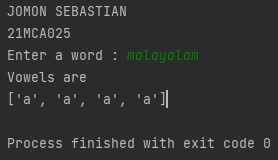 JOMON SEBASTIAN
21MCA025
Enter a word : malayalam
Vowels are
['a', 'a', 'a', 'a']
Process finished with exit code 0